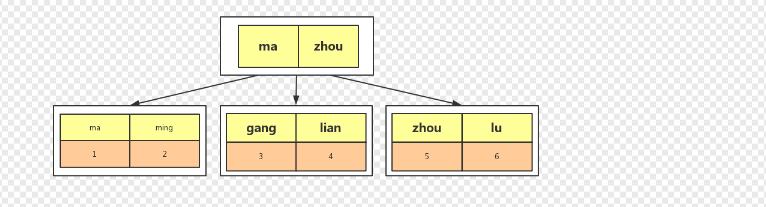 ma zhou
ma ming
1 2
gang lian
3 4
zhou lu
5 6